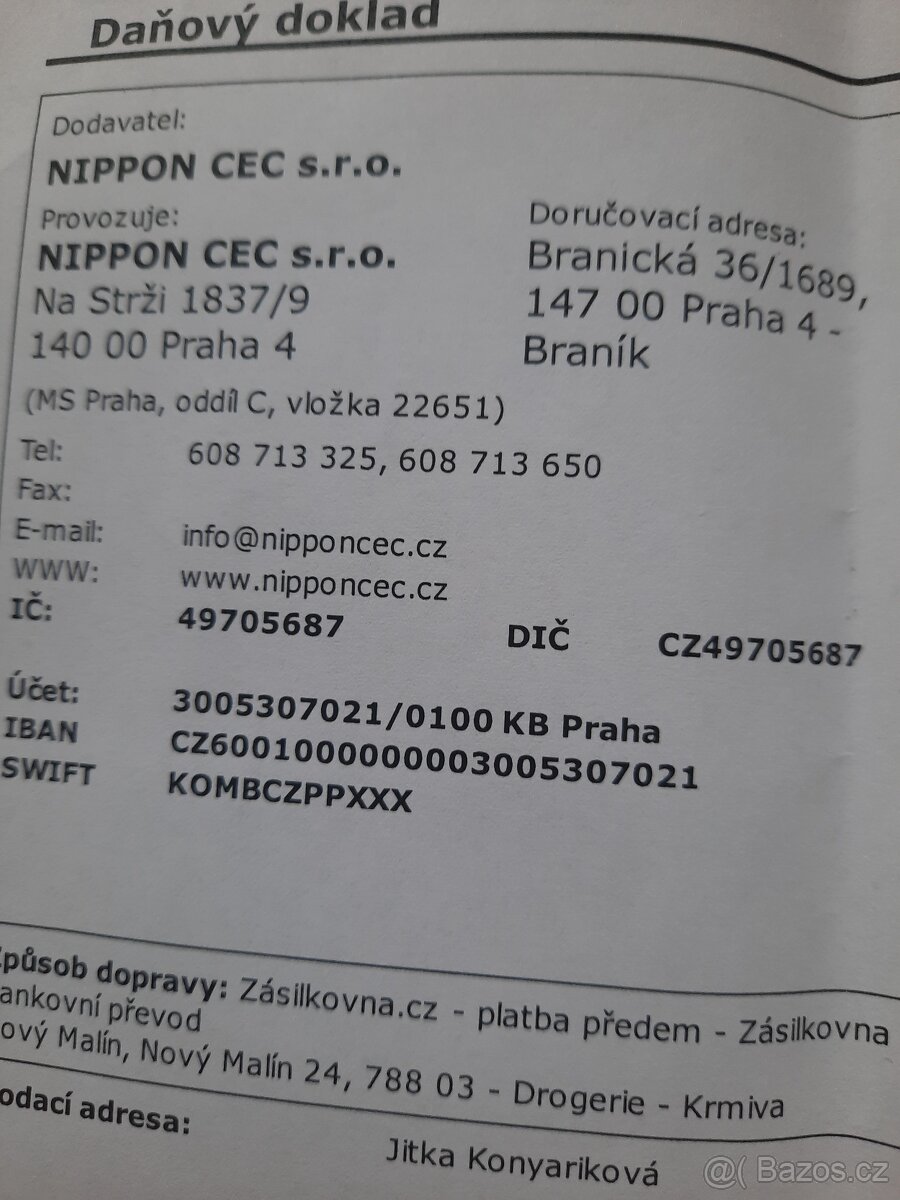 Daňový doklad
Dodavatel:
NIPPON CEC s.r.o.
Provozuje:
NIPPON CEC s.r.o.
Na Strži 1837/9
140 00 Praha 4
Doručovací adresa:
Branická 36/1689,
147 00 Praha 4 -
Braník
(MS Praha, oddíl C, vložka 22651)
Tel: 608 713 325, 608 713 650
Fax:
E-mail: info@nipponcec.cz
WWW: www.nipponcec.cz
IČ: 49705687 DIČ CZ49705687
Účet: 3005307021/0100 KB Praha
IBAN CZ6001000000003005307021
SWIFT KOMBCZPPXXX
působ dopravy: Zásilkovna.cz - platba předem - Zásilkovna
ankovní převod
ový Malín, Nový Malín 24, 788 03 - Drogerie - Krmiva
odací adresa:
Jitka Konyariková
@( Bazos.cz